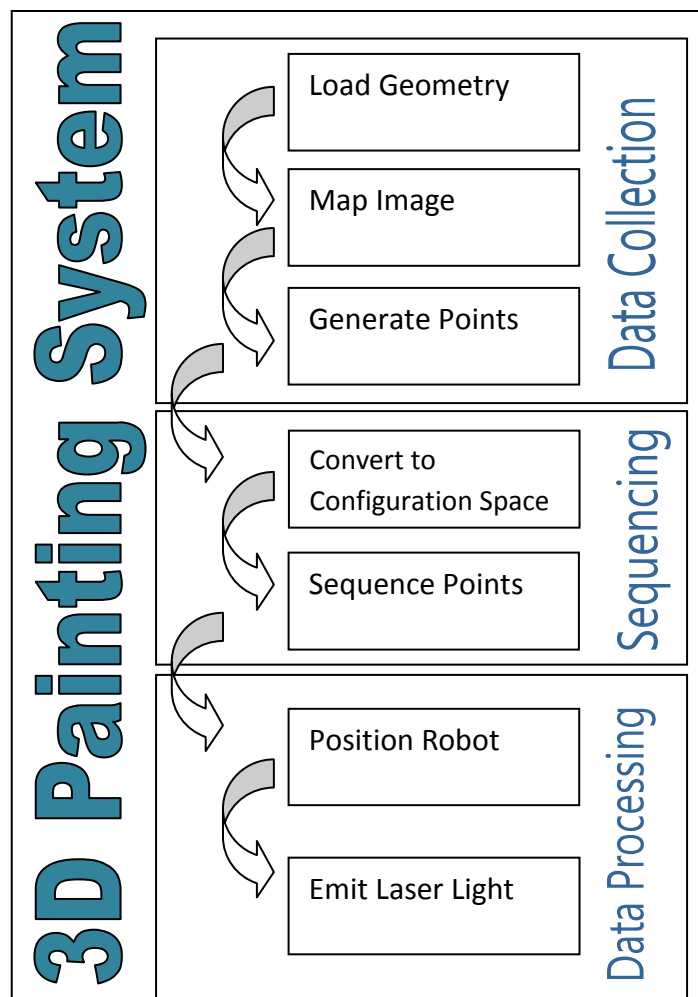 3D Painting System
Load Geometry
Map Image
Generate Points
Data Collection
Convert to
Configuration Space
Sequence Points
Sequencing
Position Robot
Emit Laser Light
Data Processing